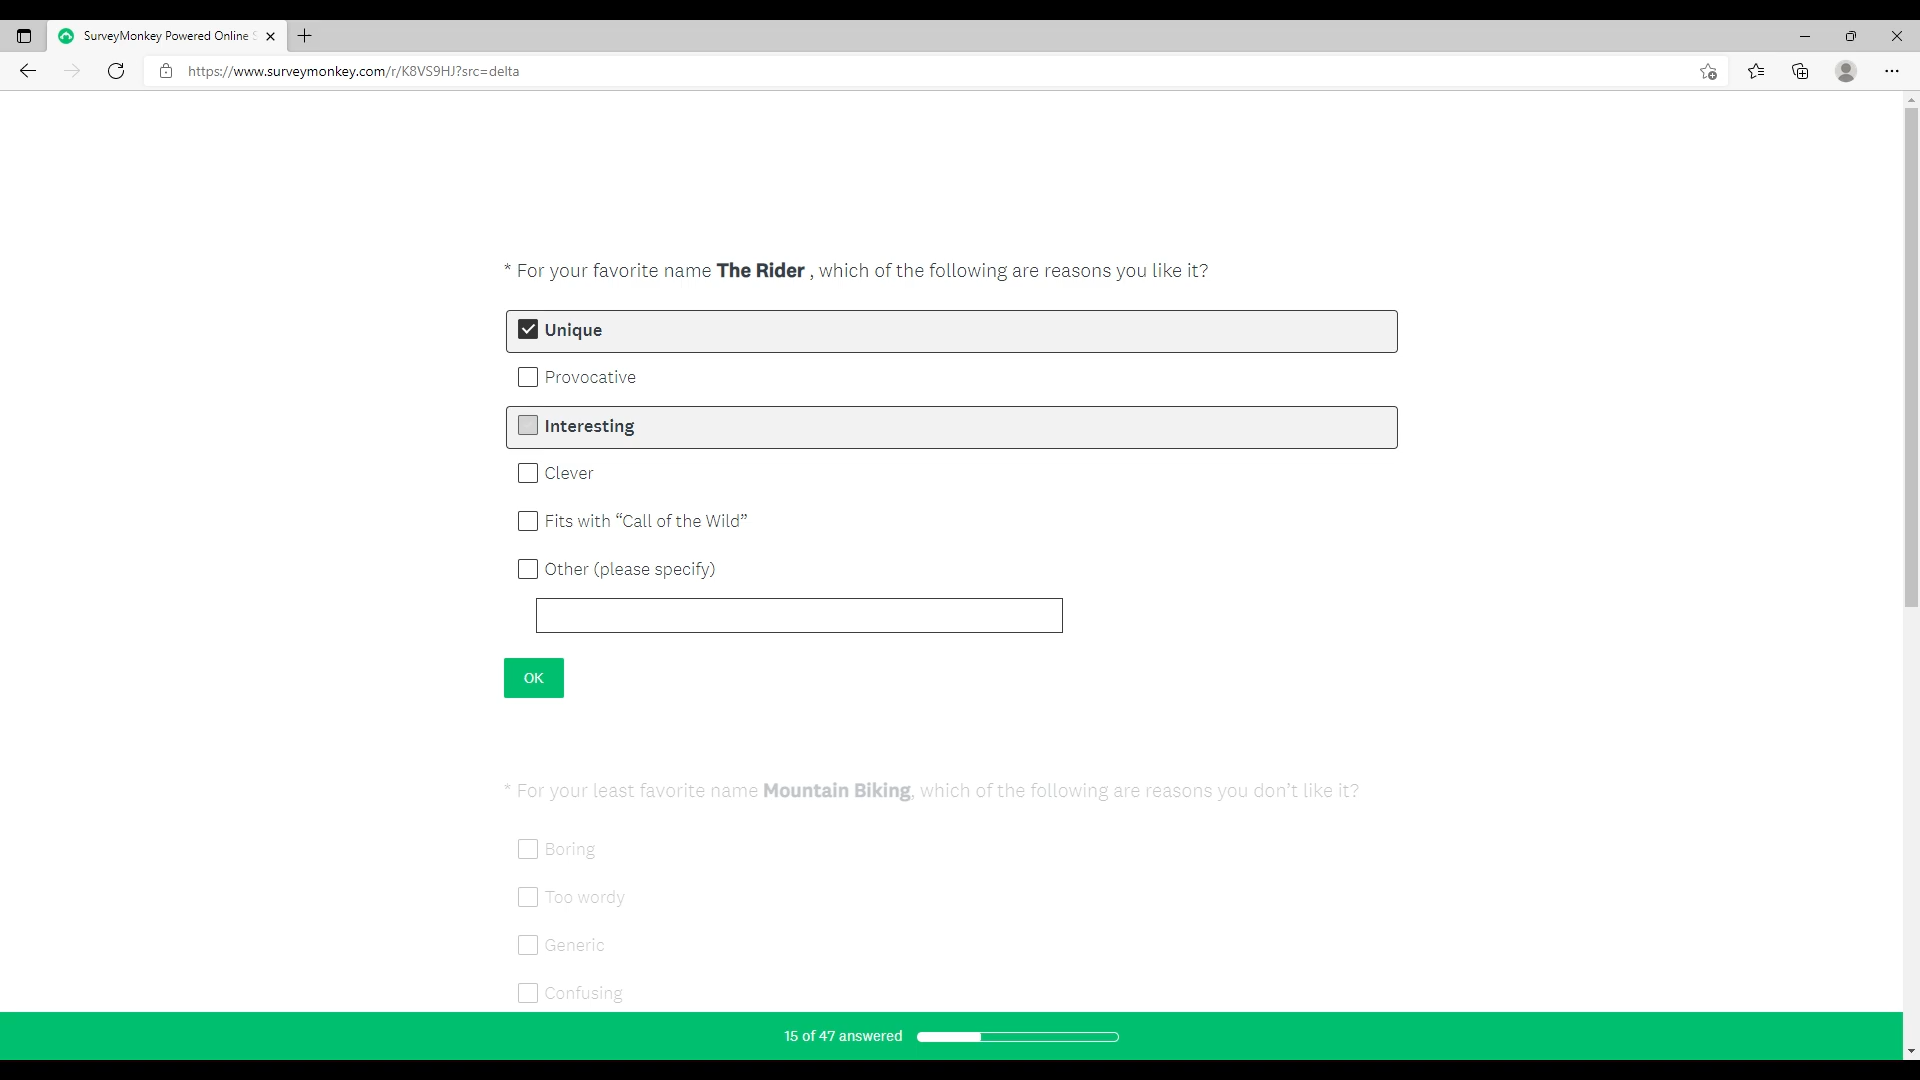 SurveyMonkey Powered Online S
https://www.surveymonkey.com/r/K8VS9HJ?src=delta
* For your favorite name The Rider , which of the following are reasons you like it?
Unique
Provocative
Interesting
Clever
Fits with “Call of the Wild”
Other (please specify)
OK
* For your least favorite name Mountain Biking, which of the following are reasons you don’t like it?
Boring
Too wordy
Generic
Confusing
15 of 47 answered